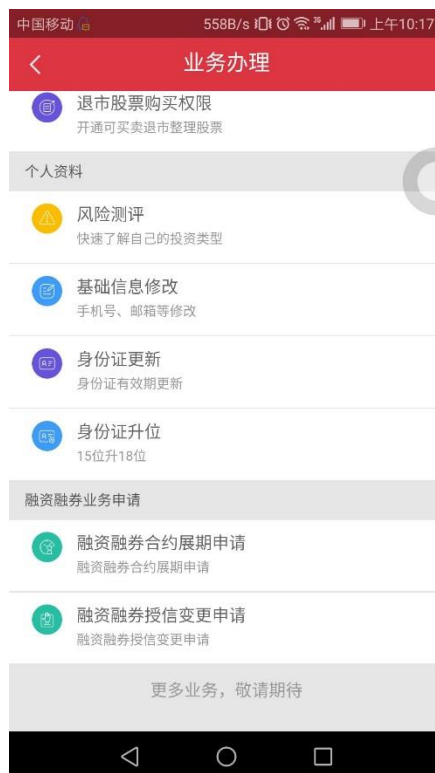 中国移动 558B/s 上午10:17
业务办理
退市股票购买权限
开通可买卖退市整理股票
个人资料
风险测评
快速了解自己的投资类型
基础信息修改
手机号、邮箱等修改
身份证更新
身份证有效期更新
身份证升位
15位升18位
融资融券业务申请
融资融券合约展期申请
融资融券合约展期申请
融资融券授信变更申请
融资融券授信变更申请
更多业务，敬请期待